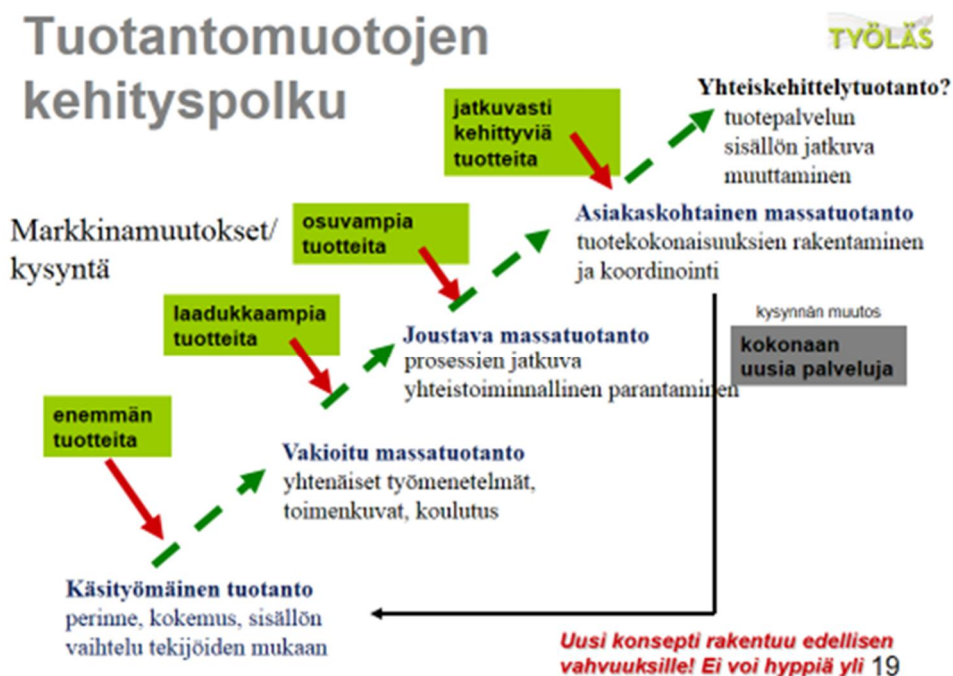 Tuotantomuotojen
kehityspolku
TYÖLÄS
Yhteiskehittelytuotanto?
tuotepalvelun
sisällön jatkuva
muuttaminen
jatkuvasti
kehittyviä
tuotteita
Asiakaskohtainen massatuotanto
tuotekokonaisuuksien rakentaminen
ja koordinointi
Markkinamuutokset/
kysyntä
osuvampia
tuotteita
kysynnän muutos
kokonaan
uusia palveluja
laadukkaampia
tuotteita
Joustava massatuotanto
prosessien jatkuva
yhteistoiminnallinen parantaminen
enemmän
tuotteita
Vakioitu massatuotanto
yhtenäiset työmenetelmät,
toimenkuvat, koulutus
Käsityömäinen tuotanto
perinne, kokemus, sisällön
vaihtelu tekijöiden mukaan
Uusi konsepti rakentuu edellisen
vahvuuksille! Ei voi hyppiä yli 19